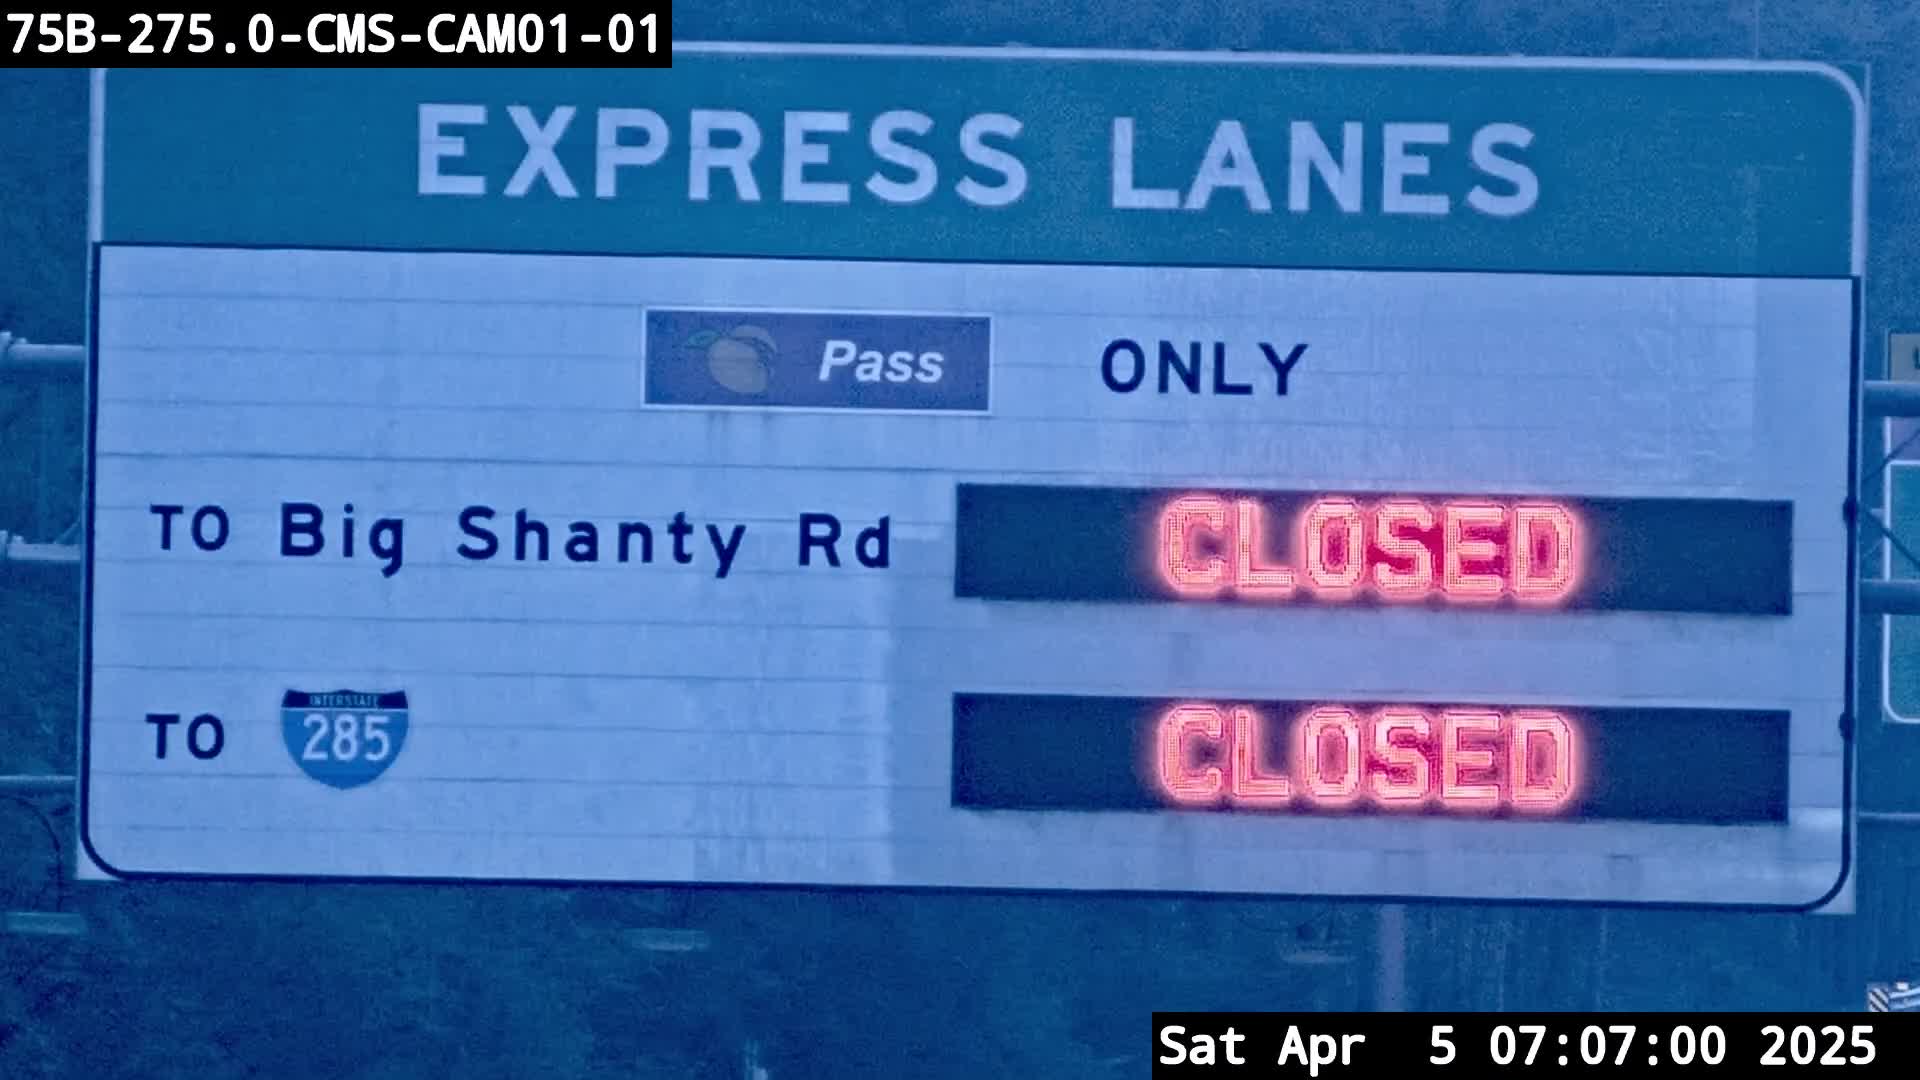 75B-275.0-CMS-CAM01-01
EXPRESS LANES
Pass ONLY
TO Big Shanty Rd CLOSED
INTERSTATE
TO 285 CLOSED
Sat Apr 5 07:07:00 2025